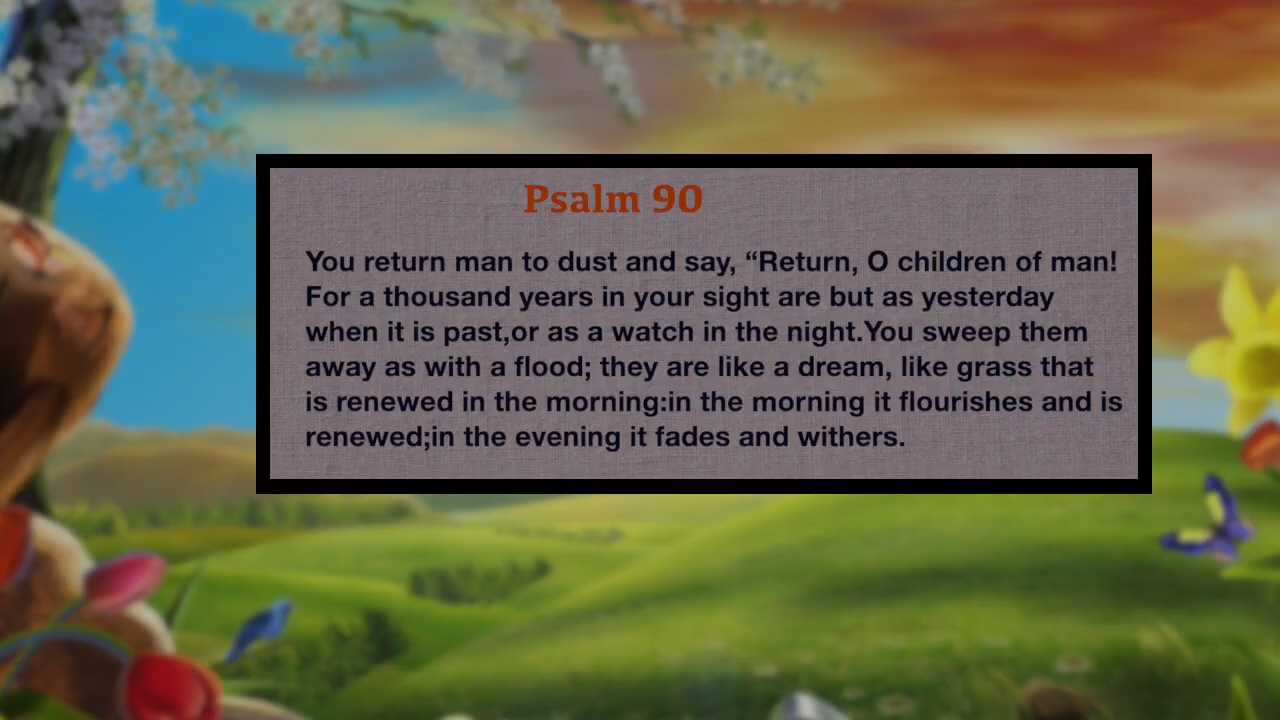 Psalm 90
You return man to dust and say, “Return, O children of man!
For a thousand years in your sight are but as yesterday
when it is past,or as a watch in the night.You sweep them
away as with a flood; they are like a dream, like grass that
is renewed in the morning:in the morning it flourishes and is
renewed;in the evening it fades and withers.